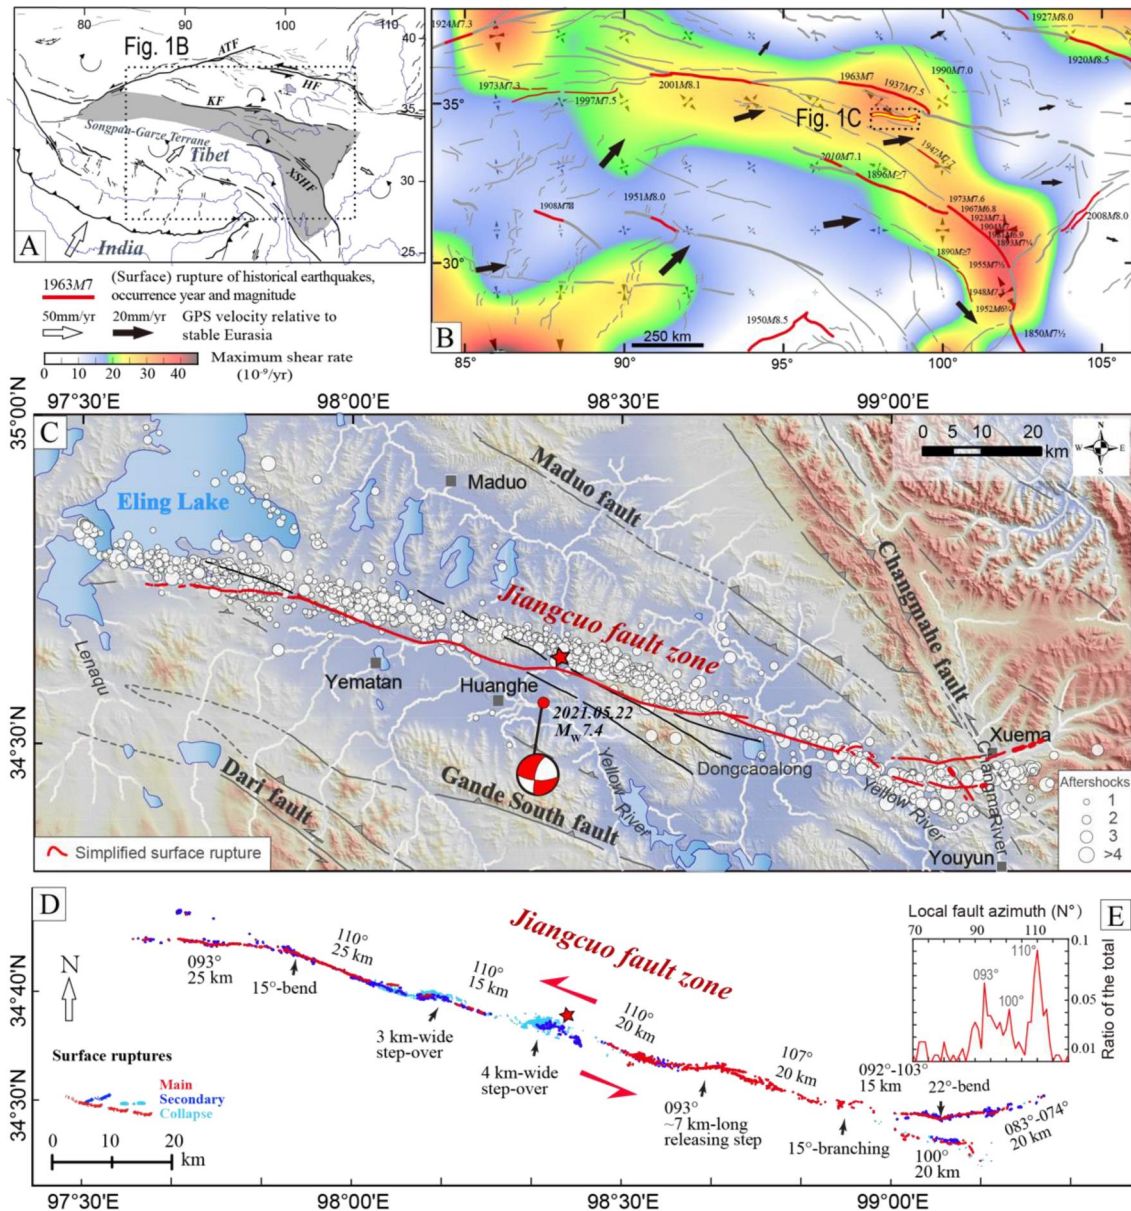 80 90 100 110
Fig. 1B
40
35
30
25
ATF
HF
KF
Songpan-Garze Terrane
Tibet
XSHF
India
A
1963M7
(Surface) rupture of historical earthquakes,
occurrence year and magnitude
50mm/yr 20mm/yr GPS velocity relative to
stable Eurasia
Maximum shear rate
(10⁻⁹/yr)
0 10 20 30 40
1924M7.3
1927M8.0
1920M8.5
1973M7.3
1997M7.5
2001M8.1
1963M7
1937M7.5
1990M7.0
Fig. 1C
1947M7.7
2010M7.1
1896M≥7
1908M7
1951M8.0
1973M7.6
1967M6.8
1923M7.3
1893M7¼
2008M8.0
1890M≥7
1955M7½
1948M7.5
1952M6¾
1950M8.5
1850M7½
B
250 km
35°
30°
85° 90° 95° 100° 105°
97°30'E 98°00'E 98°30'E 99°00'E
35°00'N
34°30'N
C
0 5 10 20
km
N
W E
S
Eling Lake
Maduo
Maduo fault
Changmahe fault
Jiangcuo fault zone
Lenaqu
Yematan
Huanghe
2021.05.22
Mw7.4
Xuema
Dongcaoalong
Dari fault
Gande South fault
Yellow River
Yellow River
Changma River
Youyun
Aftershocks
1
2
3
>4
Simplified surface rupture
D
Jiangcuo fault zone
N
34°40'N
34°30'N
093°
25 km
15°-bend
110°
25 km
110°
15 km
3 km-wide
step-over
4 km-wide
step-over
110°
20 km
093°
~7 km-long
releasing step
107°
20 km
15°-branching
092°-103°
15 km
22°-bend
083°-074°
20 km
100°
20 km
Surface ruptures
Main
Secondary
Collapse
0 10 20
km
E
Local fault azimuth (N°)
70 90 110
110°
093°
100°
0.1
0.05
0.01
Ratio of the total
97°30'E 98°00'E 98°30'E 99°00'E